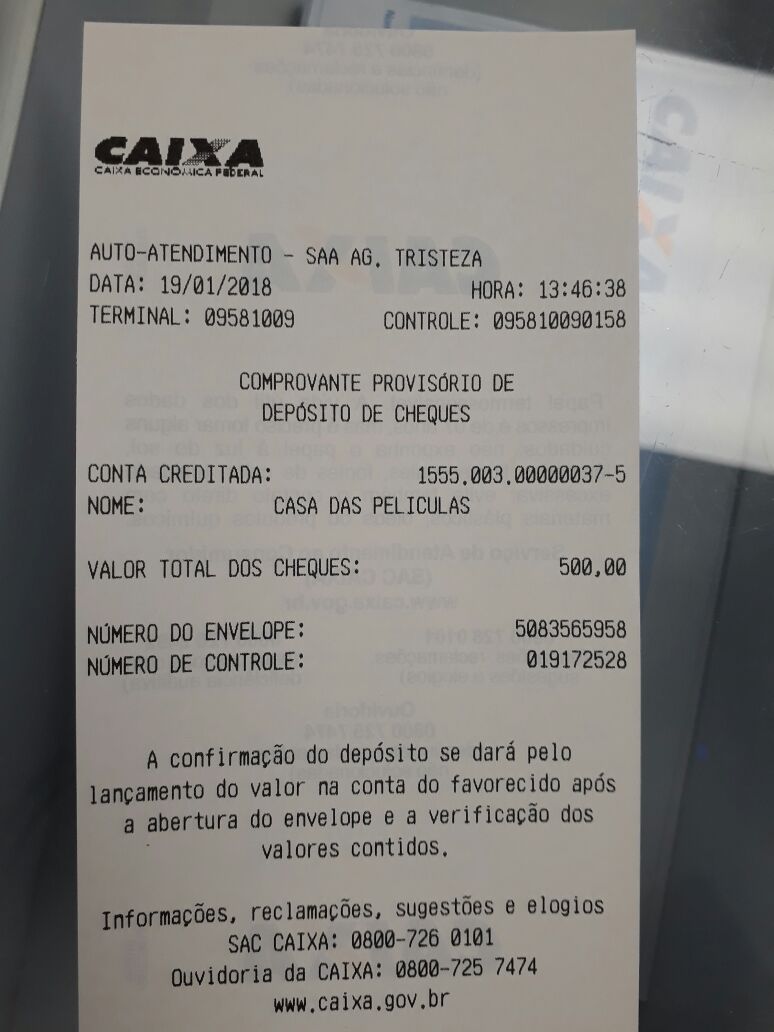 CAIXA
CAIXA ECONÔMICA FEDERAL
AUTO-ATENDIMENTO - SAA AG. TRISTEZA
DATA: 19/01/2018 HORA: 13:46:38
TERMINAL: 09581009 CONTROLE: 095810090158
COMPROVANTE PROVISÓRIO DE
DEPÓSITO DE CHEQUES
CONTA CREDITADA: 1555.003.00000037-5
NOME: CASA DAS PELICULAS
VALOR TOTAL DOS CHEQUES: 500,00
NÚMERO DO ENVELOPE: 5083565958
NÚMERO DE CONTROLE: 019172528
A confirmação do depósito se dará pelo
lançamento do valor na conta do favorecido após
a abertura do envelope e a verificação dos
valores contidos.
Informações, reclamações, sugestões e elogios
SAC CAIXA: 0800-726 0101
Ouvidoria da CAIXA: 0800-725 7474
www.caixa.gov.br